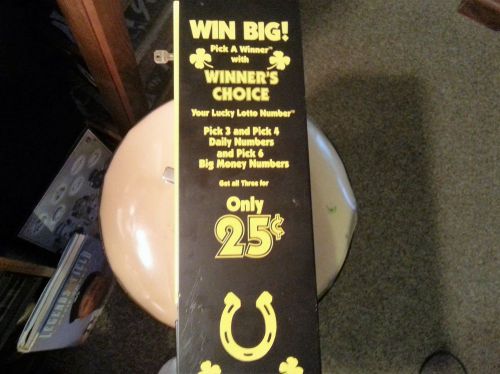 WIN BIG!
Pick A Winner™
with
WINNER'S
CHOICE
Your Lucky Lotto Number™
Pick 3 and Pick 4
Daily Numbers
and Pick 6
Big Money Numbers
Get all Three for
Only
25¢